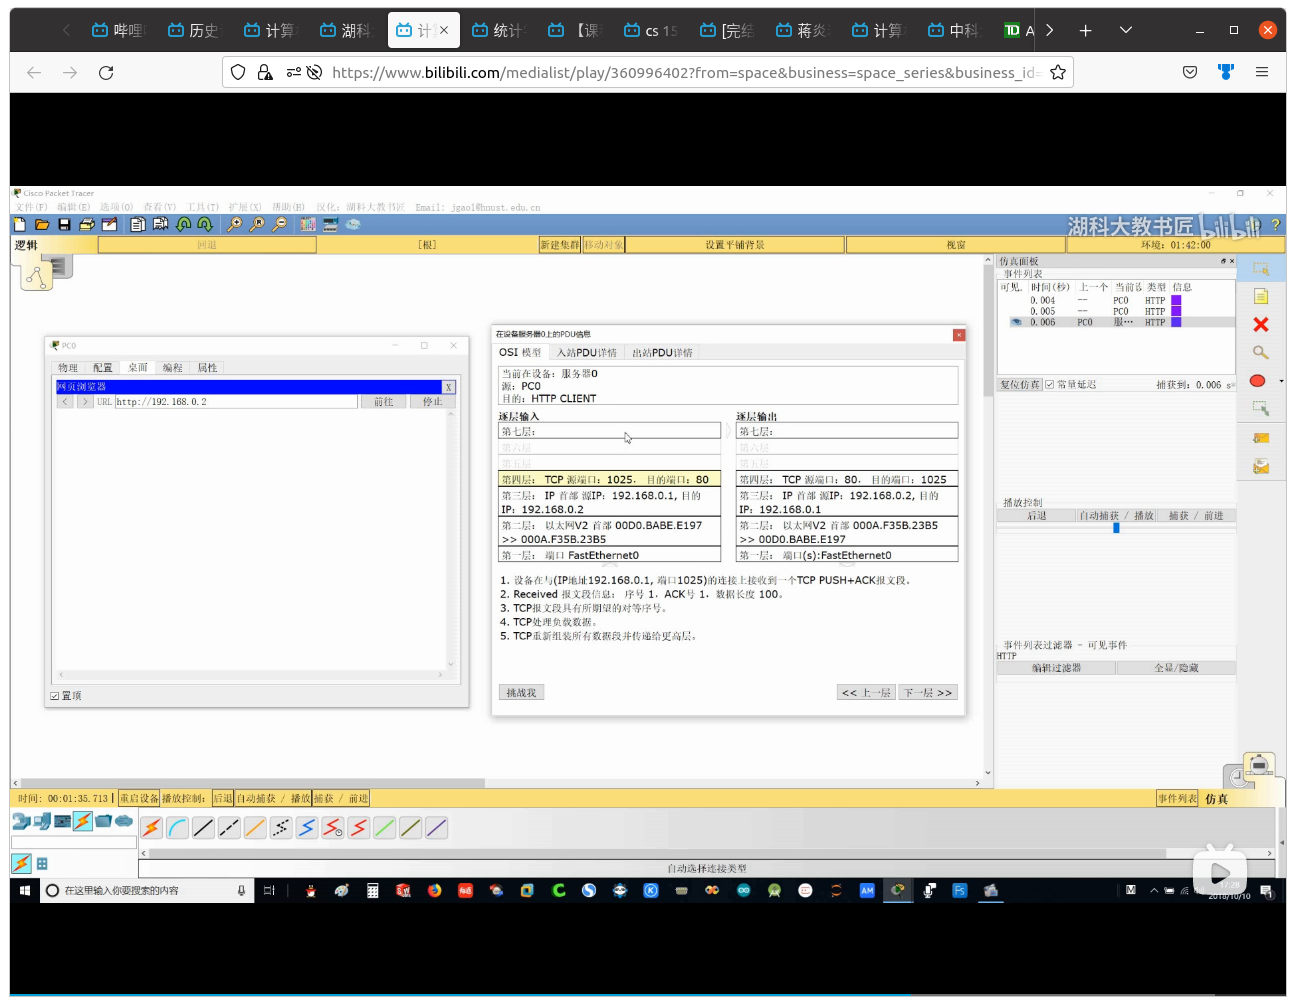 哔哩
历史
计算
湖科
计
统计
【课
cs 15
[完结
蒋炎
计算
中科
TD A
https://www.bilibili.com/medialist/play/360996402?from=space&business=space_series&business_id=
Cisco Packet Tracer
文件(F) 编辑(E) 选项(O) 查看(V) 工具(T) 扩展(X) 帮助(H) 汉化：湖科大教书匠 Email: jgaol@hnust.edu.cn
湖科大教书匠 bilibili
逻辑 回退 [根] 新建集群 移动对象 设置平铺背景 视窗 环境：01:42:00
PC0
物理 配置 桌面 编程 属性
网页浏览器 X
< > URL http://192.168.0.2 前往 停止
置顶
在设备服务器0上的PDU信息
OSI 模型 入站PDU详情 出站PDU详情
当前在设备：服务器0
源：PC0
目的：HTTP CLIENT
逐层输入 逐层输出
第七层： 第七层：
第六层 第六层
第五层 第五层
第四层： TCP 源端口：1025， 目的端口：80 第四层： TCP 源端口：80， 目的端口：1025
第三层： IP 首部 源IP：192.168.0.1, 目的IP：192.168.0.2 第三层： IP 首部 源IP：192.168.0.2, 目的IP：192.168.0.1
第二层： 以太网V2 首部 00D0.BABE.E197 >> 000A.F35B.23B5 第二层： 以太网V2 首部 000A.F35B.23B5 >> 00D0.BABE.E197
第一层： 端口 FastEthernet0 第一层： 端口(s):FastEthernet0
1. 设备在与(IP地址192.168.0.1, 端口1025)的连接上接收到一个TCP PUSH+ACK报文段。
2. Received 报文段信息： 序号 1，ACK号 1，数据长度 100。
3. TCP报文段具有所期望的对等序号。
4. TCP处理负载数据。
5. TCP重新组装所有数据段并传递给更高层。
挑战我 << 上一层 下一层 >>
仿真面板
事件列表
可见. 时间(秒) 上一个 当前设 类型 信息
0.004 -- PC0 HTTP
0.005 -- PC0 HTTP
0.006 PC0 服… HTTP
复位仿真 常量延迟 捕获到：0.006 s
播放控制
后退 自动捕获 / 播放 捕获 / 前进
事件列表过滤器 - 可见事件
HTTP
编辑过滤器 全显/隐藏
时间: 00:01:35.713 重启设备 播放控制： 后退 自动捕获 / 播放 捕获 / 前进 事件列表 仿真
自动选择连接类型
在这里输入你要搜索的内容
17:28
2018/10/10